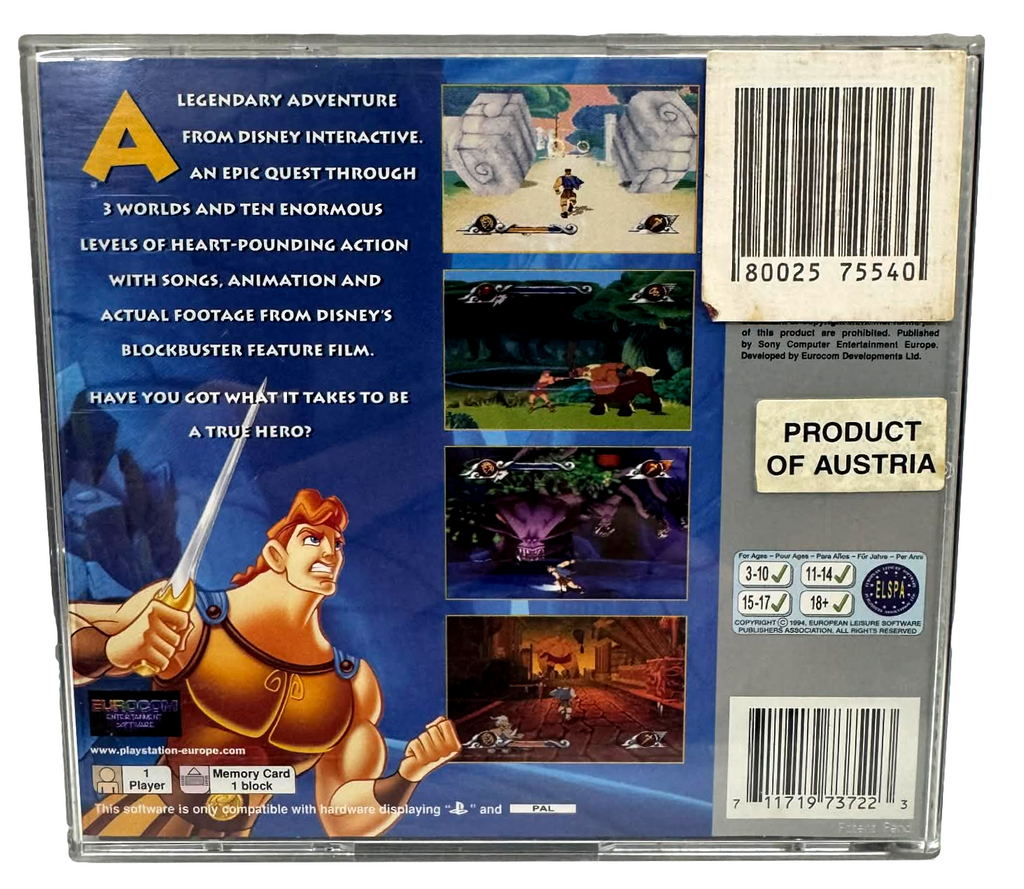 A LEGENDARY ADVENTURE
FROM DISNEY INTERACTIVE.
AN EPIC QUEST THROUGH
3 WORLDS AND TEN ENORMOUS
LEVELS OF HEART-POUNDING ACTION
WITH SONGS, ANIMATION AND
ACTUAL FOOTAGE FROM DISNEY'S
BLOCKBUSTER FEATURE FILM.
HAVE YOU GOT WHAT IT TAKES TO BE
A TRUE HERO?
EUROCOM
ENTERTAINMENT
SOFTWARE
www.playstation-europe.com
1
Player
Memory Card
1 block
This software is only compatible with hardware displaying " " and PAL
80025 75540
of this product are prohibited. Published
by Sony Computer Entertainment Europe.
Developed by Eurocom Developments Ltd.
PRODUCT
OF AUSTRIA
For Ages - Pour Ages - Para Años - Für Jahre - Per Anni
3-10 11-14
15-17 18+
ELSPA
COPYRIGHT © 1994, EUROPEAN LEISURE SOFTWARE
PUBLISHERS ASSOCIATION. ALL RIGHTS RESERVED
7 11719 73722 3